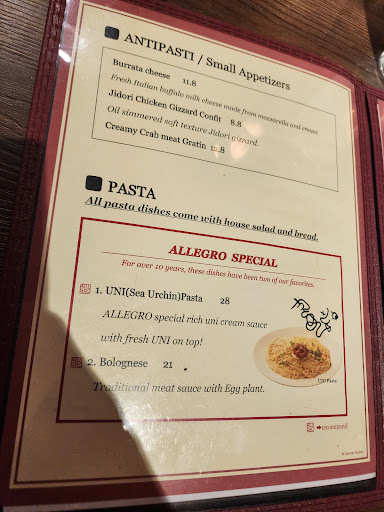 ANTIPASTI / Small Appetizers
Burrata cheese 11.8
Fresh Italian buffulo milk cheese made from mozzarella and cream
Jidori Chicken Gizzard Confit 8.8
Oil simmered soft texture Jidori gizzard.
Creamy Crab meat Gratin 12.8
PASTA
All pasta dishes come with house salad and bread.
ALLEGRO SPECIAL
For over 10 years, these dishes have been two of our favorites.
1. UNI(Sea Urchin)Pasta 28
ALLEGRO special rich uni cream sauce
with fresh UNI on top!
2. Bolognese 21
Traditional meat sauce with Egg plant.
UNI Pasta
recommend